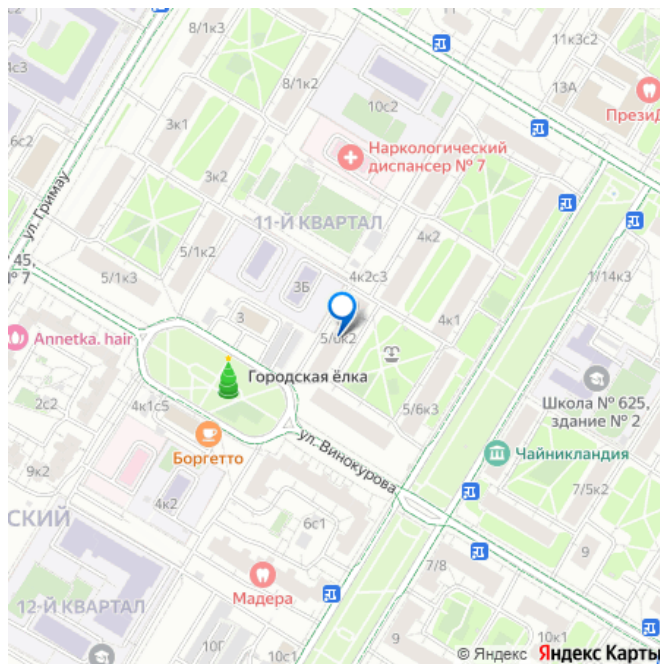 8/1к3
11к3с2
4с3
8/1к2
13А
10с2
ПрезиД
3к1
6с2
Наркологический
диспансер № 7
3к2
ул. Гримау
11-Й КВАРТАЛ
5/1к2
4к2
45,
№ 7
5/1к3
3Б
4к2с3
1/14к3
3
4к1
Annetka. hair
5/6к2
Городская ёлка
Школа № 625,
здание № 2
2с2
4к1с5
5/6к3
Боргетто
ул. Винокурова
Чайникландия
9к2
7/5к2
4к2
6с1
СКИЙ
9
7/8
Мадера
12-Й КВАРТАЛ
10Г
9
10к1
© Яндекс Яндекс Карты